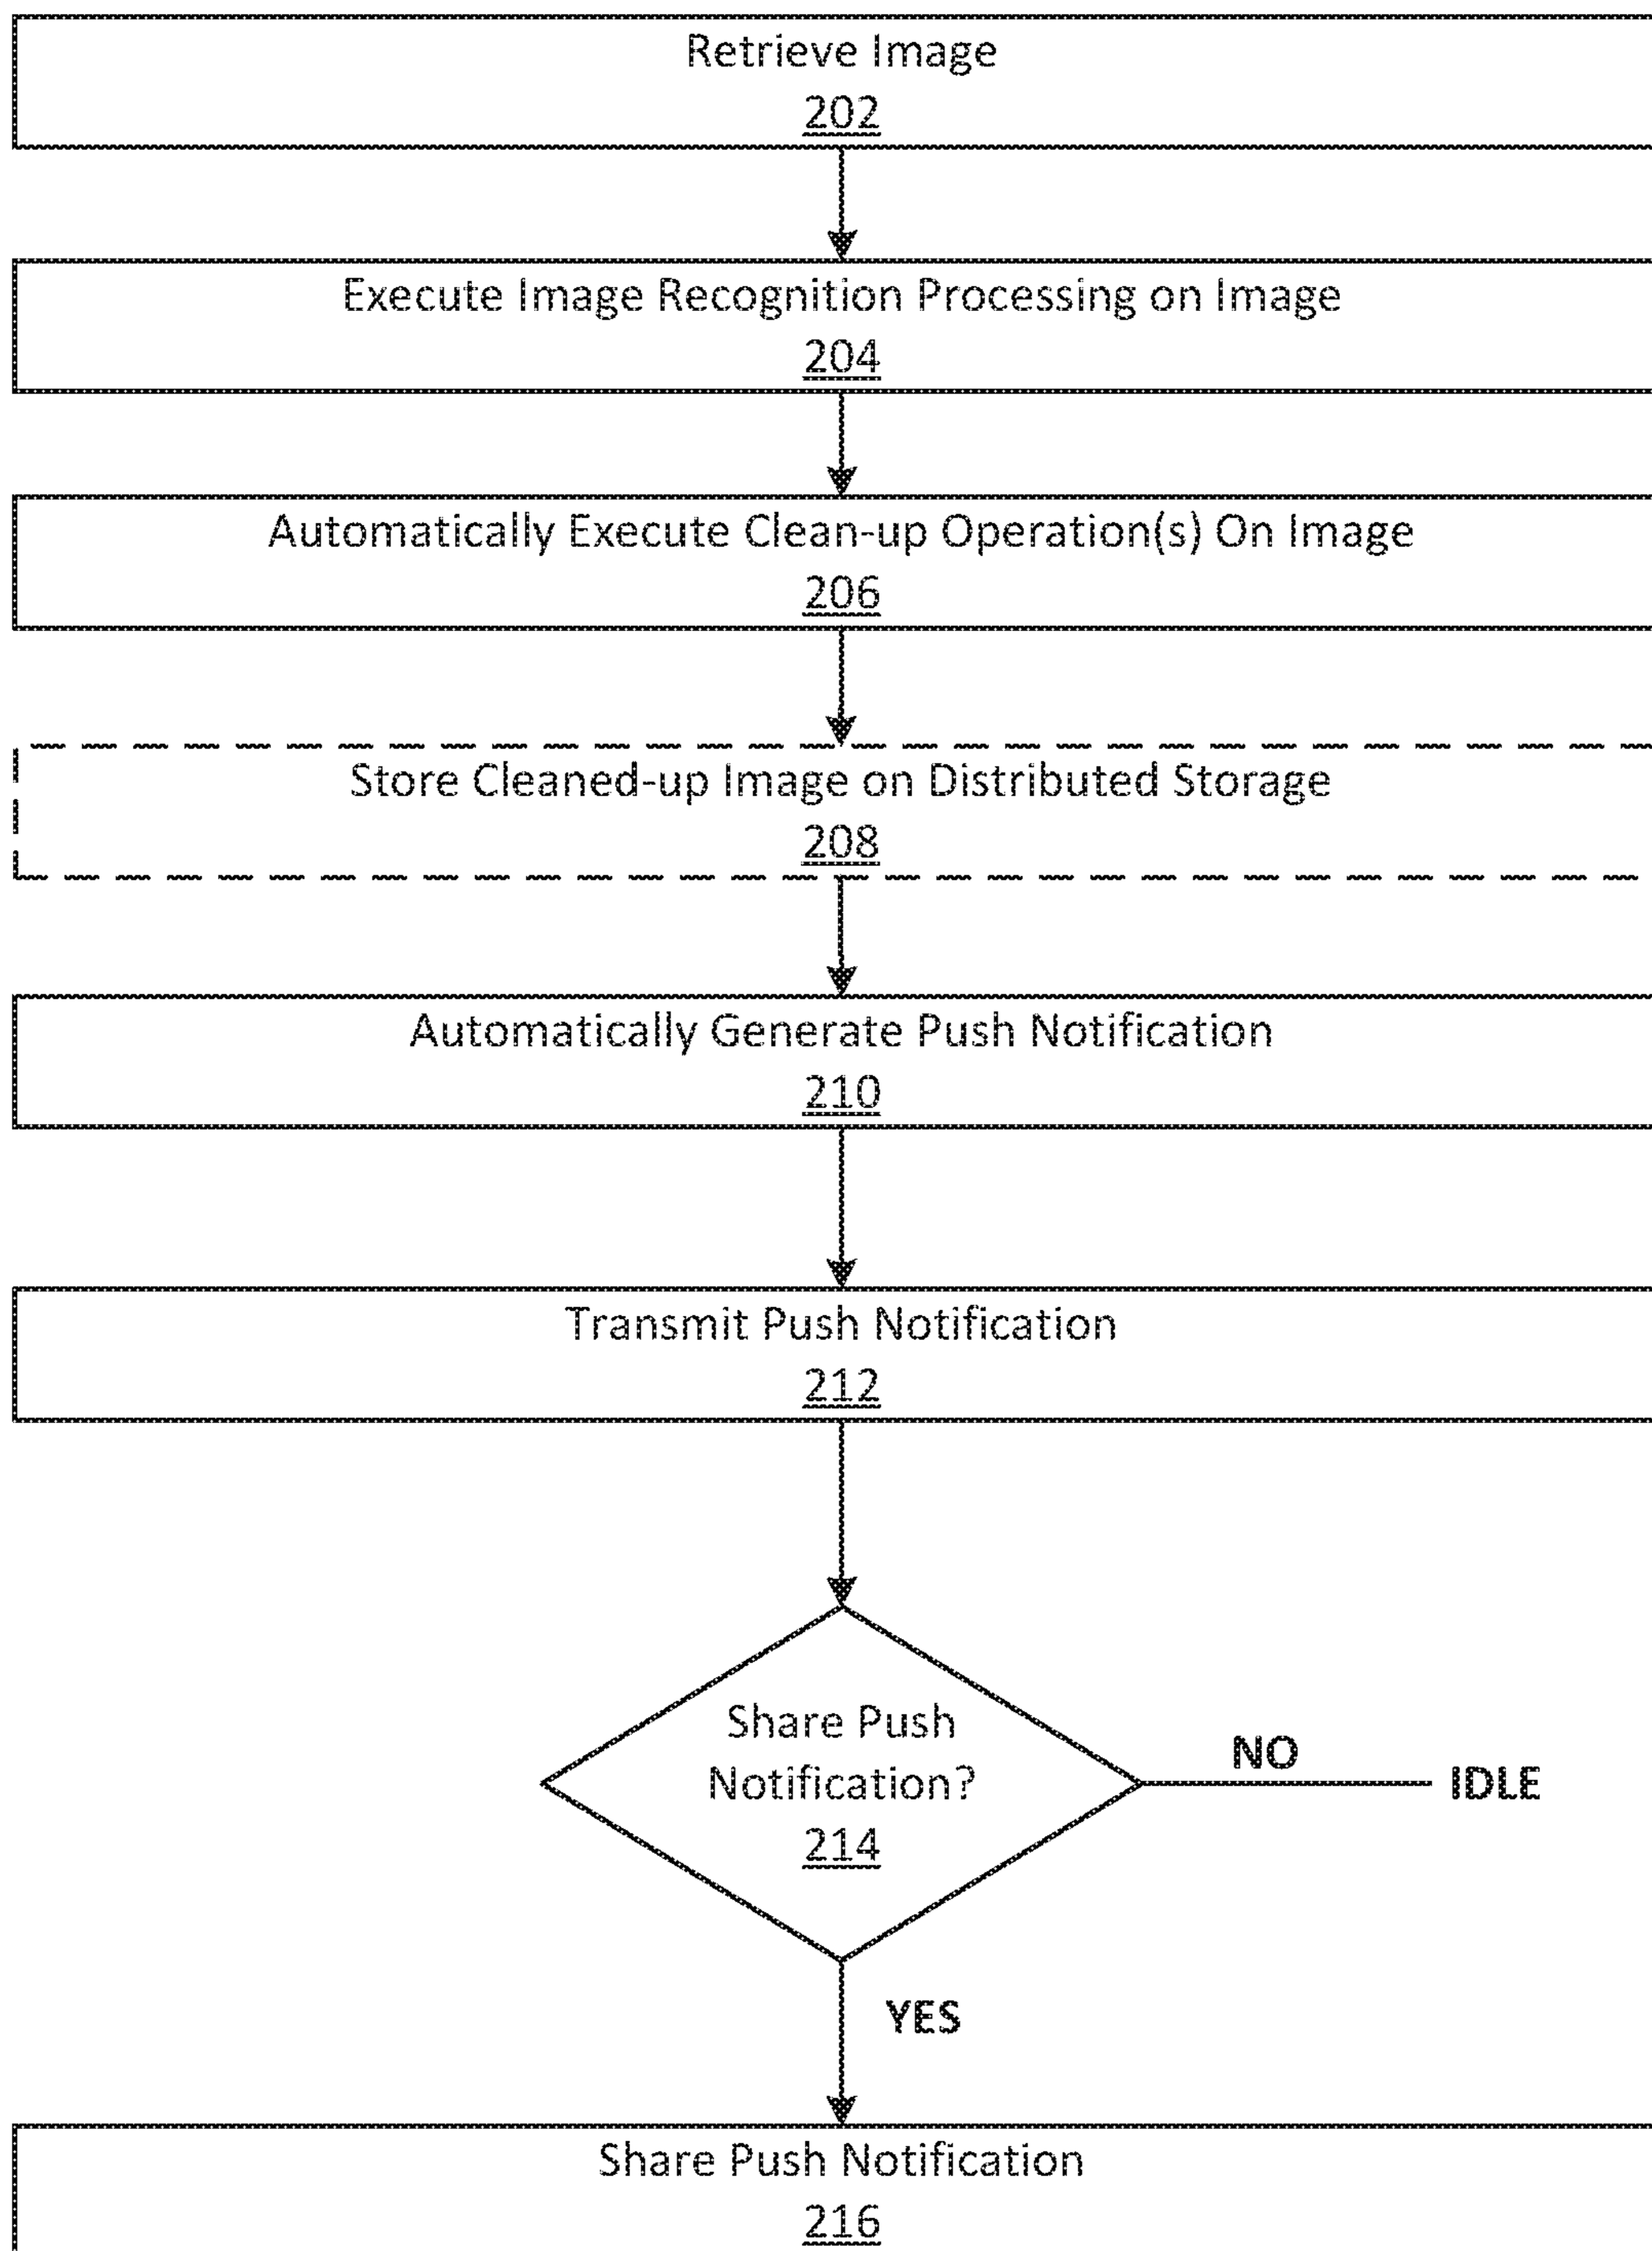 Retrieve Image
202
Execute Image Recognition Processing on Image
204
Automatically Execute Clean-up Operation(s) On Image
206
Store Cleaned-up Image on Distributed Storage
208
Automatically Generate Push Notification
210
Transmit Push Notification
212
Share Push
Notification?
214
NO
IDLE
YES
Share Push Notification
216